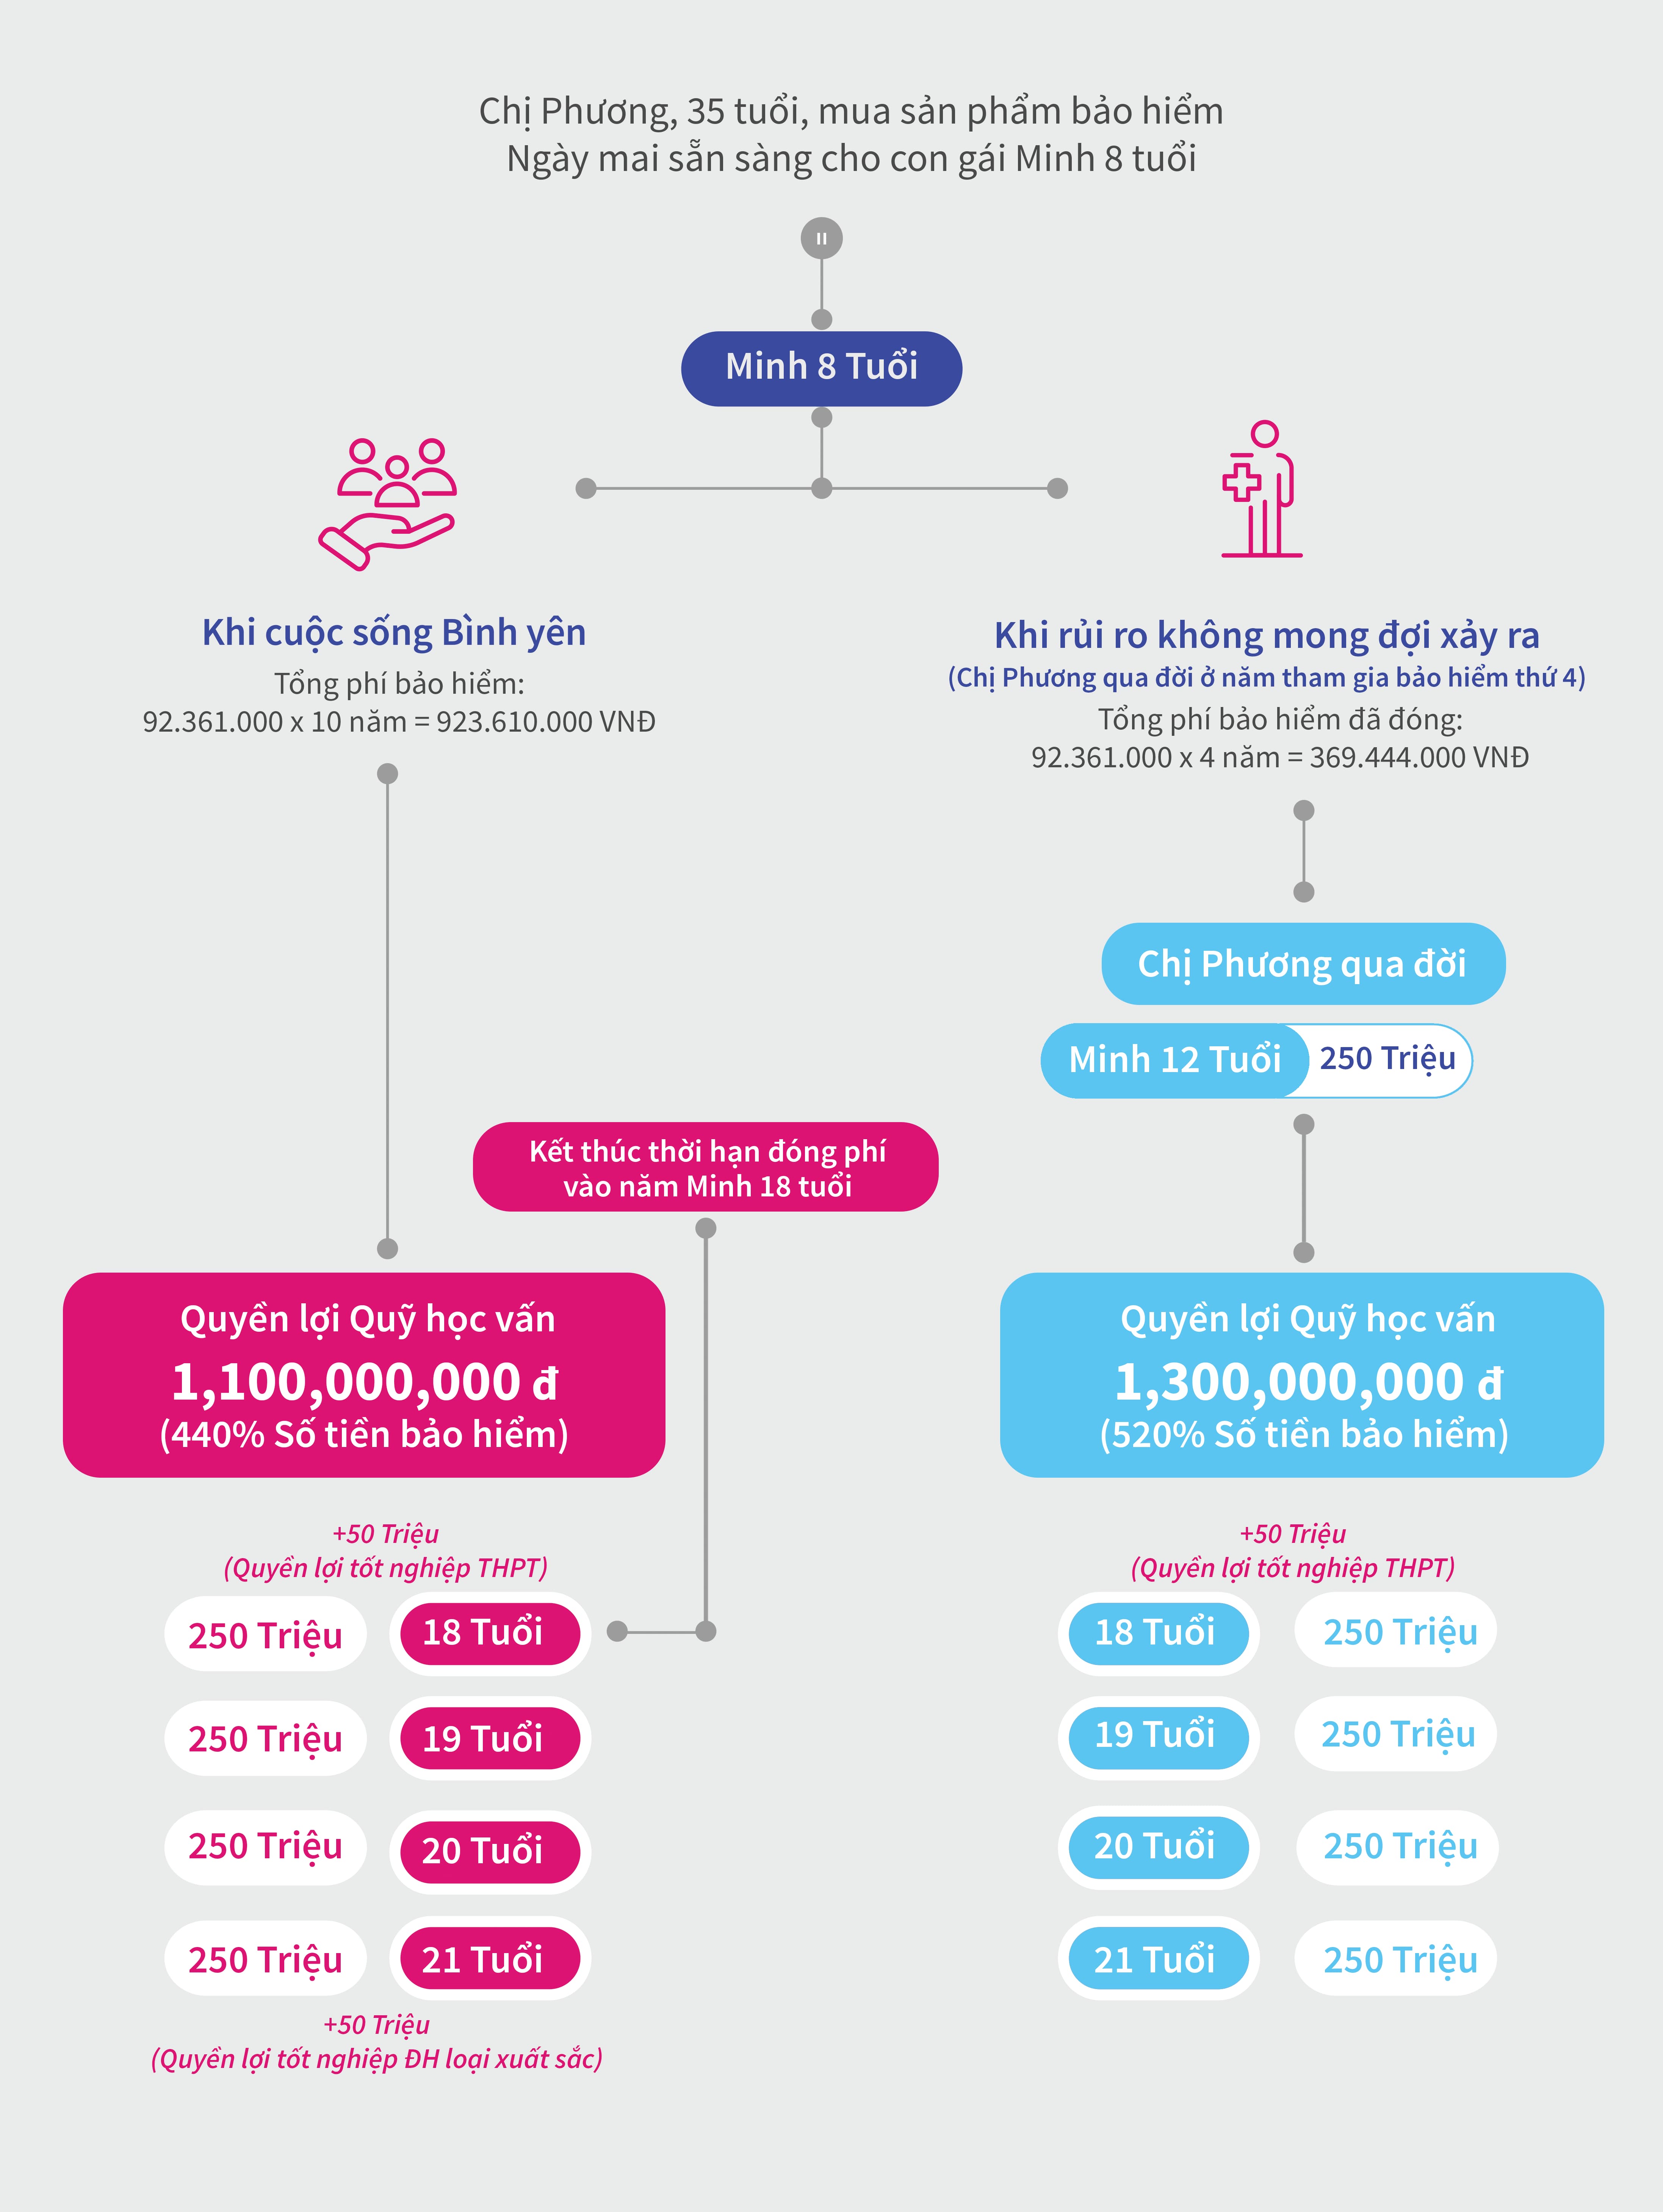 Chị Phương, 35 tuổi, mua sản phẩm bảo hiểm
Ngày mai sẵn sàng cho con gái Minh 8 tuổi
Minh 8 Tuổi
Khi cuộc sống Bình yên
Tổng phí bảo hiểm:
92.361.000 x 10 năm = 923.610.000 VNĐ
Khi rủi ro không mong đợi xảy ra
(Chị Phương qua đời ở năm tham gia bảo hiểm thứ 4)
Tổng phí bảo hiểm đã đóng:
92.361.000 x 4 năm = 369.444.000 VNĐ
Chị Phương qua đời
Minh 12 Tuổi 250 Triệu
Kết thúc thời hạn đóng phí
vào năm Minh 18 tuổi
Quyền lợi Quỹ học vấn
1,100,000,000 đ
(440% Số tiền bảo hiểm)
+50 Triệu
(Quyền lợi tốt nghiệp THPT)
250 Triệu 18 Tuổi
250 Triệu 19 Tuổi
250 Triệu 20 Tuổi
250 Triệu 21 Tuổi
+50 Triệu
(Quyền lợi tốt nghiệp ĐH loại xuất sắc)
Quyền lợi Quỹ học vấn
1,300,000,000 đ
(520% Số tiền bảo hiểm)
+50 Triệu
(Quyền lợi tốt nghiệp THPT)
18 Tuổi 250 Triệu
19 Tuổi 250 Triệu
20 Tuổi 250 Triệu
21 Tuổi 250 Triệu